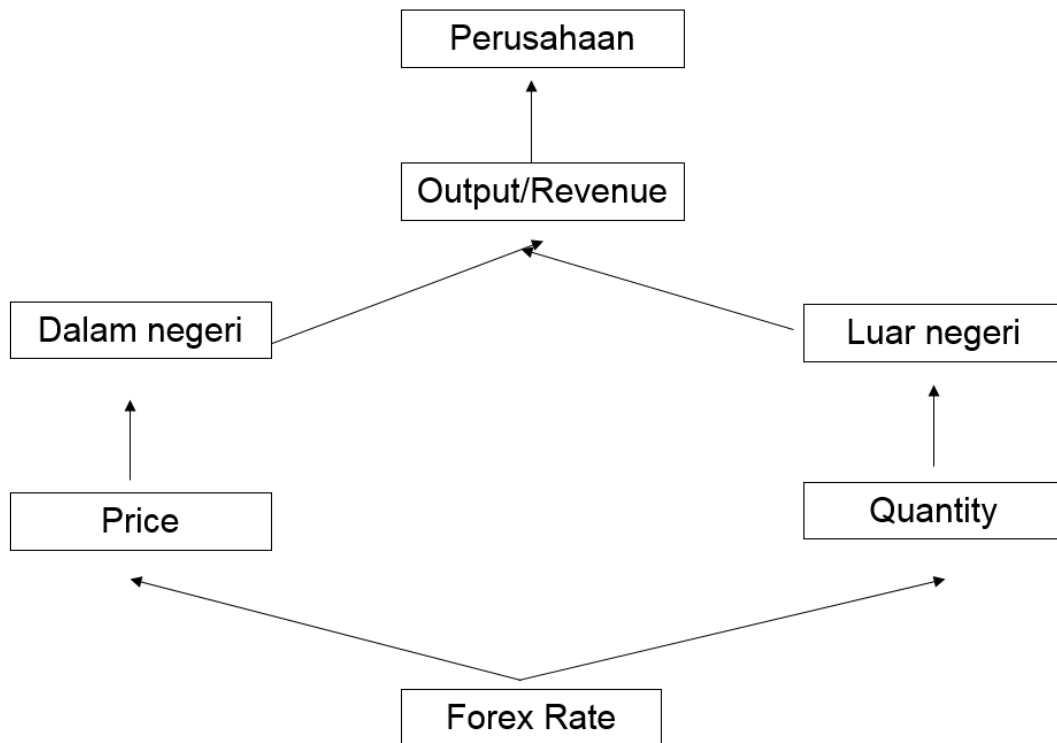 Perusahaan
Output/Revenue
Dalam negeri
Luar negeri
Price
Quantity
Forex Rate